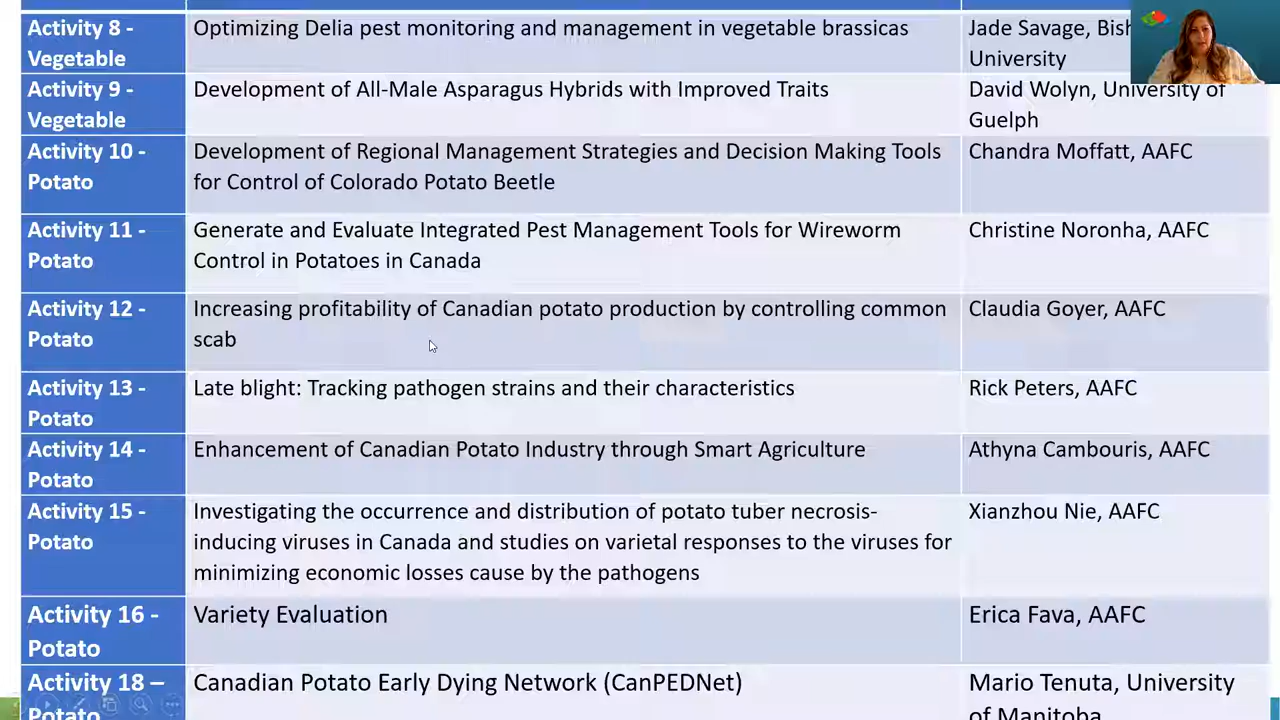 Activity 8 - Optimizing Delia pest monitoring and management in vegetable brassicas Jade Savage,
Vegetable University
Activity 9 - Development of All-Male Asparagus Hybrids with Improved Traits David Wolyn, University of
Vegetable Guelph
Activity 10 - Development of Regional Management Strategies and Decision Making Tools Chandra Moffatt, AAFC
Potato for Control of Colorado Potato Beetle
Activity 11 - Generate and Evaluate Integrated Pest Management Tools for Wireworm Christine Noronha, AAFC
Potato Control in Potatoes in Canada
Activity 12 - Increasing profitability of Canadian potato production by controlling common Claudia Goyer, AAFC
Potato scab
Activity 13 - Late blight: Tracking pathogen strains and their characteristics Rick Peters, AAFC
Potato
Activity 14 - Enhancement of Canadian Potato Industry through Smart Agriculture Athyna Cambouris, AAFC
Potato
Activity 15 - Investigating the occurrence and distribution of potato tuber necrosis- Xianzhou Nie, AAFC
Potato inducing viruses in Canada and studies on varietal responses to the viruses for
minimizing economic losses cause by the pathogens
Activity 16 - Variety Evaluation Erica Fava, AAFC
Potato
Activity 18 – Canadian Potato Early Dying Network (CanPEDNet) Mario Tenuta, University
Potato of Manitoba